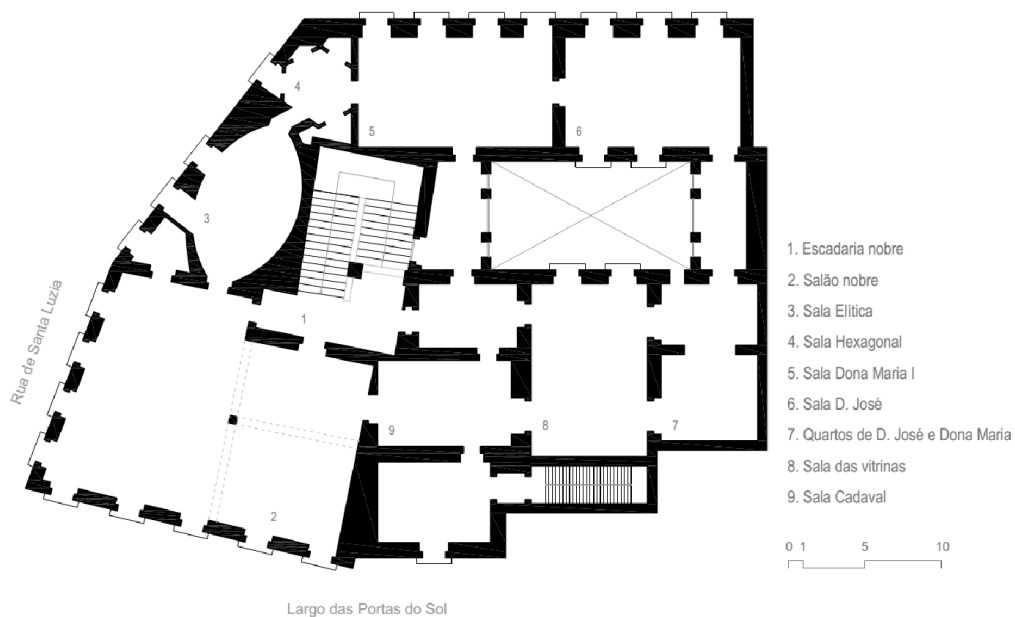 4
5
6
3
1
9
8
7
2
Rua de Santa Luzia
Largo das Portas do Sol
1. Escadaria nobre
2. Salão nobre
3. Sala Elítica
4. Sala Hexagonal
5. Sala Dona Maria I
6. Sala D. José
7. Quartos de D. José e Dona Maria
8. Sala das vitrinas
9. Sala Cadaval
0 1 5 10